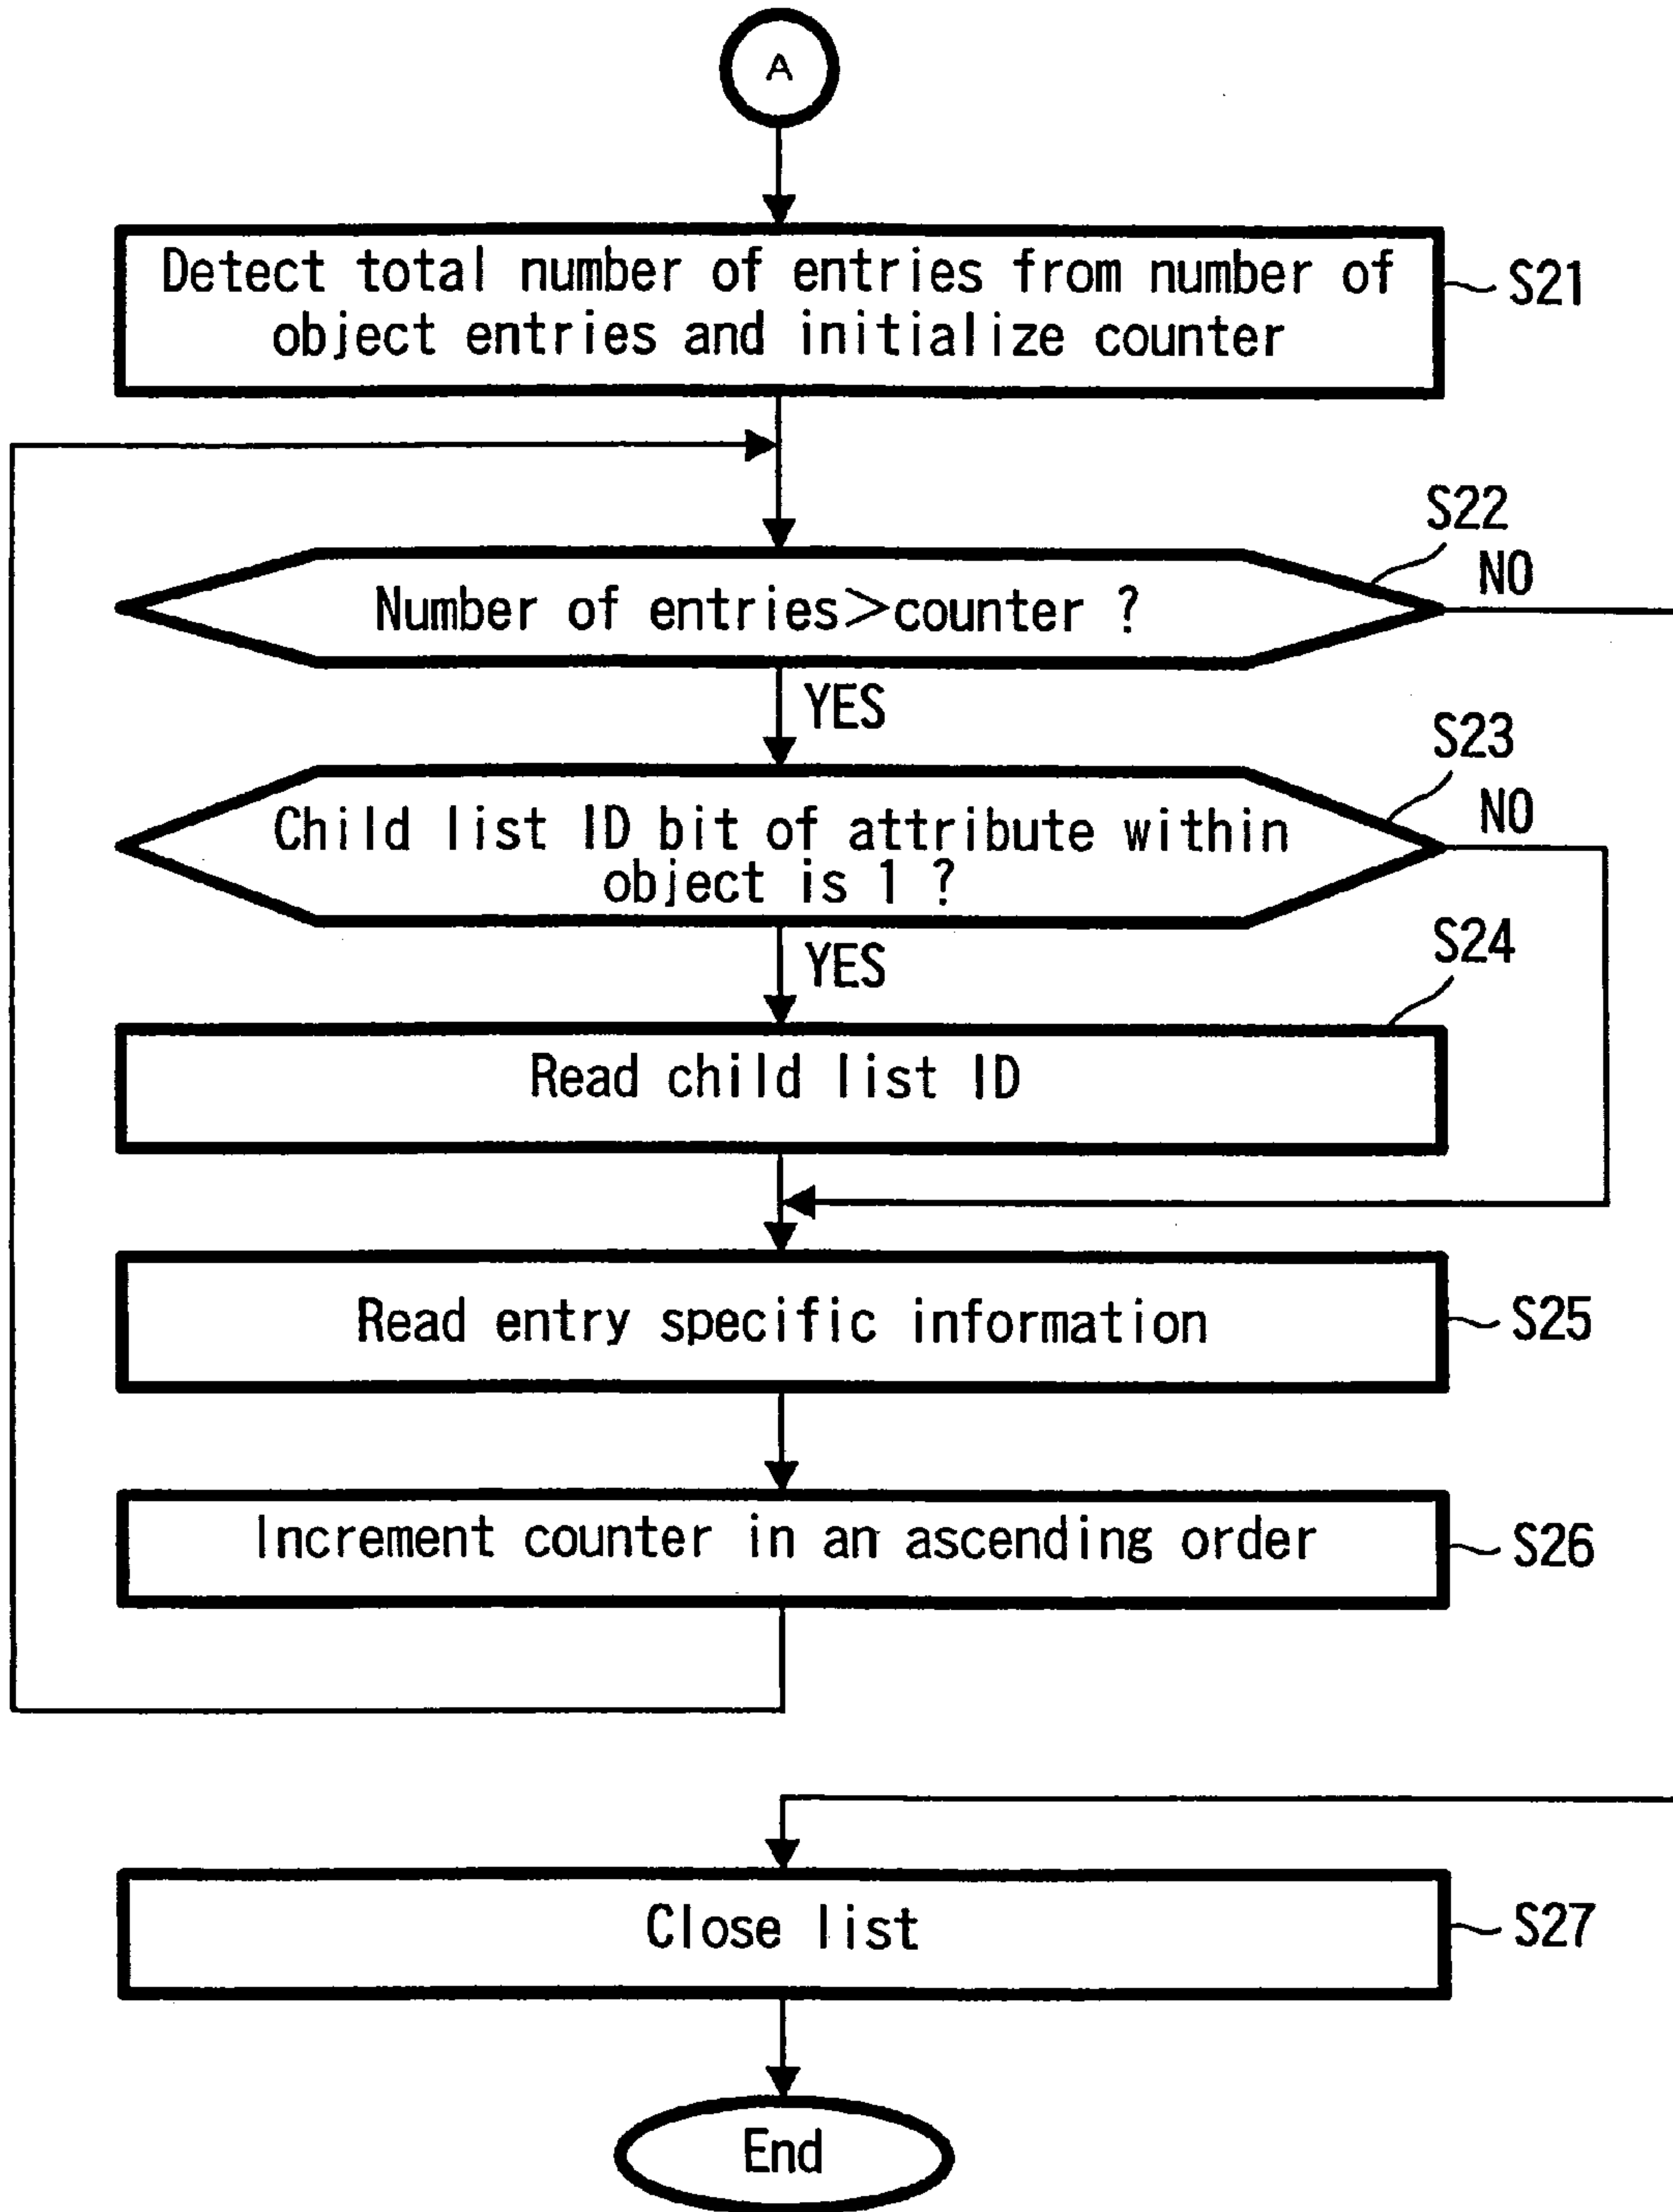 A
Detect total number of entries from number of
object entries and initialize counter
S21
S22
Number of entries>counter ?
NO
YES
S23
Child list ID bit of attribute within
object is 1 ?
NO
YES
S24
Read child list ID
Read entry specific information
S25
Increment counter in an ascending order
S26
Close list
S27
End